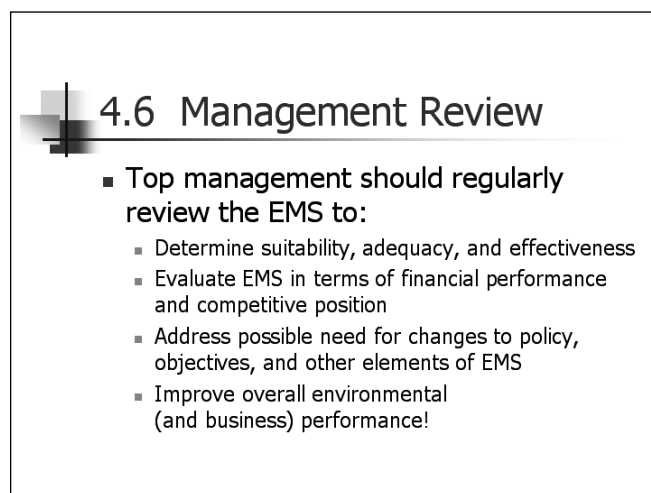 4.6 Management Review
Top management should regularly
review the EMS to:
Determine suitability, adequacy, and effectiveness
Evaluate EMS in terms of financial performance
and competitive position
Address possible need for changes to policy,
objectives, and other elements of EMS
Improve overall environmental
(and business) performance!